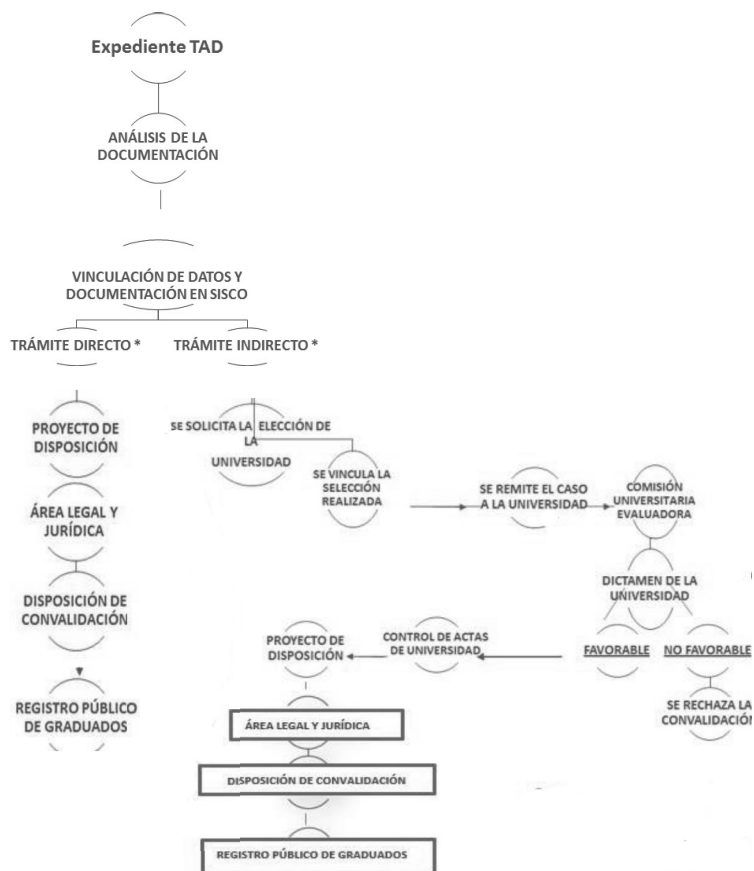 Expediente TAD
ANÁLISIS DE LA
DOCUMENTACIÓN
VINCULACIÓN DE DATOS Y
DOCUMENTACIÓN EN SISCO
TRÁMITE DIRECTO *
TRÁMITE INDIRECTO *
PROYECTO DE
DISPOSICIÓN
ÁREA LEGAL Y
JURÍDICA
DISPOSICIÓN DE
CONVALIDACIÓN
REGISTRO PÚBLICO
DE GRADUADOS
SE SOLICITA LA ELECCIÓN DE
LA
UNIVERSIDAD
SE VINCULA LA
SELECCIÓN
REALIZADA
SE REMITE EL CASO
A LA UNIVERSIDAD
COMISIÓN
UNIVERSITARIA
EVALUADORA
DICTAMEN DE LA
UNIVERSIDAD
FAVORABLE
NO FAVORABLE
SE RECHAZA LA
CONVALIDACIÓN
CONTROL DE ACTAS
DE UNIVERSIDAD
PROYECTO DE
DISPOSICIÓN
ÁREA LEGAL Y JURÍDICA
DISPOSICIÓN DE CONVALIDACIÓN
REGISTRO PÚBLICO DE GRADUADOS